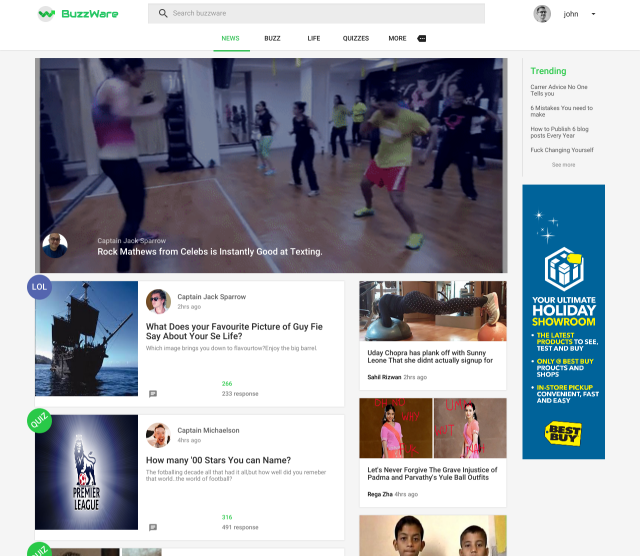 BuzzWare
Search buzzware
john
NEWS
BUZZ
LIFE
QUIZZES
MORE
Captain Jack Sparrow
Rock Mathews from Celebs is Instantly Good at Texting.
Trending
Carrer Advice No One
Tells you
6 Mistakes You need to
make
How to Publish 6 blog
posts Every Year
Fuck Changing Yourself
See more
LOL
Captain Jack Sparrow
2hrs ago
What Does your Favourite Picture of Guy Fie
Say About Your Se Life?
Which image brings you down to flavourtow?Enjoy the big barrel.
266
233 response
QUIZ
PREMIER
LEAGUE
Captain Michaelson
4hrs ago
How many '00 Stars You can Name?
The fotballing decade all that had it all,but how well did you remeber
that world..the world of football?
316
491 response
QUIZ
Uday Chopra has plank off with Sunny
Leone That she didnt actually signup for
Sahil Rizwan 2hrs ago
WHY
Let's Never Forgive The Grave Injustice of
Padma and Parvathy's Yule Ball Outfits
Rega Zha 4hrs ago
YOUR ULTIMATE
HOLIDAY
SHOWROOM
• THE LATEST
PRODUCTS TO SEE,
TEST AND BUY
• ONLY @ BEST BUY
PRODUCTS AND
SHOPS
• IN-STORE PICKUP
CONVENIENT, FAST
AND EASY
BEST
BUY